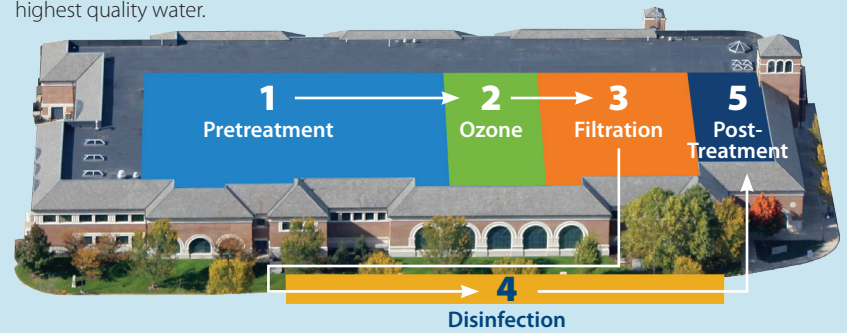 highest quality water.
1
Pretreatment
2
Ozone
3
Filtration
5
Post-
Treatment
4
Disinfection